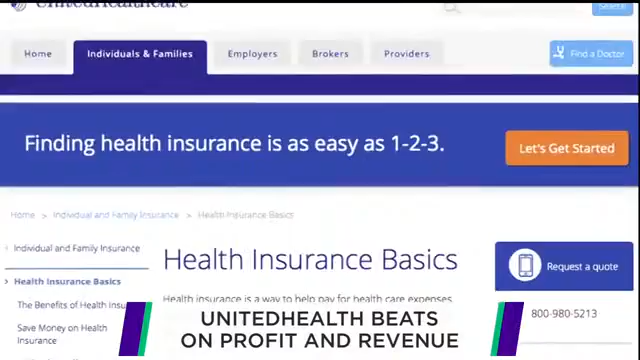 UnitedHealthcare
Search
Home
Individuals & Families
Employers
Brokers
Providers
Find a Doctor
Finding health insurance is as easy as 1-2-3.
Let's Get Started
Home > Individual and Family Insurance > Health Insurance Basics
Individual and Family Insurance
Health Insurance Basics
The Benefits of Health Insu
Save Money on Health
Insurance
Health Insurance Basics
Health insurance is a way to help pay for health care expenses
Request a quote
800-980-5213
UNITEDHEALTH BEATS
ON PROFIT AND REVENUE